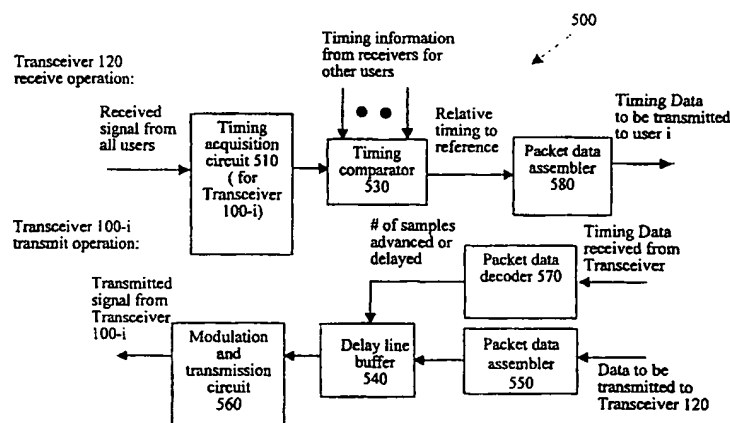 500
Transceiver 120
receive operation:
Timing information
from receivers for
other users
Received
signal from
all users
Timing
acquisition
circuit 510
( for
Transceiver
100-i)
Timing
comparator
530
Relative
timing to
reference
Packet data
assembler
580
Timing Data
to be transmitted
to user i
Transceiver 100-i
transmit operation:
# of samples
advanced or
delayed
Packet data
decoder 570
Timing Data
received from
Transceiver
Transmitted
signal from
Transceiver
100-i
Modulation
and
transmission
circuit
560
Delay line
buffer
540
Packet data
assembler
550
Data to be
transmitted to
Transceiver 120